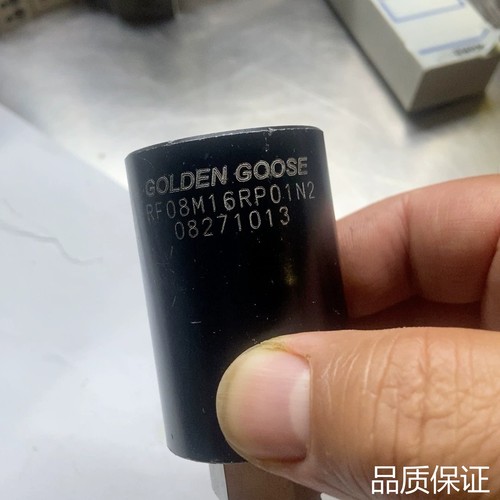 GOLDEN GOOSE
RF08M16RP01N2
08271013
品质保证